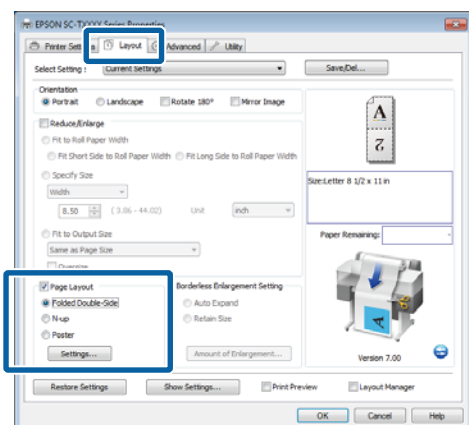 EPSON SC-TXXXX Series Properties
Printer Settings Layout Advanced Utility
Select Setting : Current Settings Save/Del...
Orientation
Portrait Landscape Rotate 180° Mirror Image
Reduce/Enlarge
Fit to Roll Paper Width
Fit Short Side to Roll Paper Width Fit Long Side to Roll Paper Width
Specify Size
Width
8.50 ( 3.86 - 44.02) Unit inch
Fit to Output Size
Same as Page Size
Oversize
A
2
Size:Letter 8 1/2 x 11 in
Paper Remaining:
Page Layout
Folded Double-Side
N-up
Poster
Settings...
Borderless Enlargement Setting
Auto Expand
Retain Size
Amount of Enlargement...
A
Version 7.00
Restore Settings Show Settings... Print Preview Layout Manager
OK Cancel Help